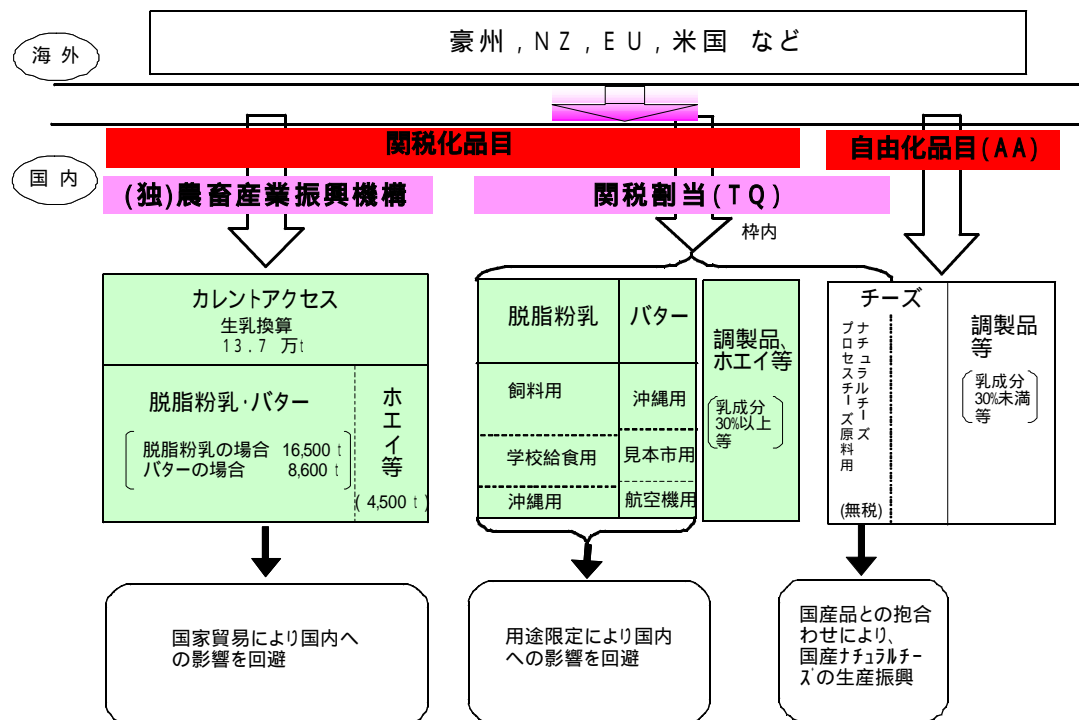 海外
豪州,NZ,EU,米国 など
関税化品目
自由化品目(AA)
国内
(独)農畜産業振興機構
関税割当(TQ)
枠内
カレントアクセス
生乳換算
13.7 万t
脱脂粉乳・バター
脱脂粉乳の場合 16,500 t
バターの場合 8,600 t
ホエイ等
(4,500 t)
脱脂粉乳
バター
飼料用
学校給食用
沖縄用
沖縄用
見本市用
航空機用
調製品、
ホエイ等
乳成分
30%以上
等
チーズ
ナチュラルチーズ
プロセスチーズ原料用
(無税)
調製品
等
乳成分
30%未満
等
国家貿易により国内へ
の影響を回避
用途限定により国内
への影響を回避
国産品との抱合
わせにより、
国産ﾅﾁｭﾗﾙﾁｰ
ｽﾞの生産振興